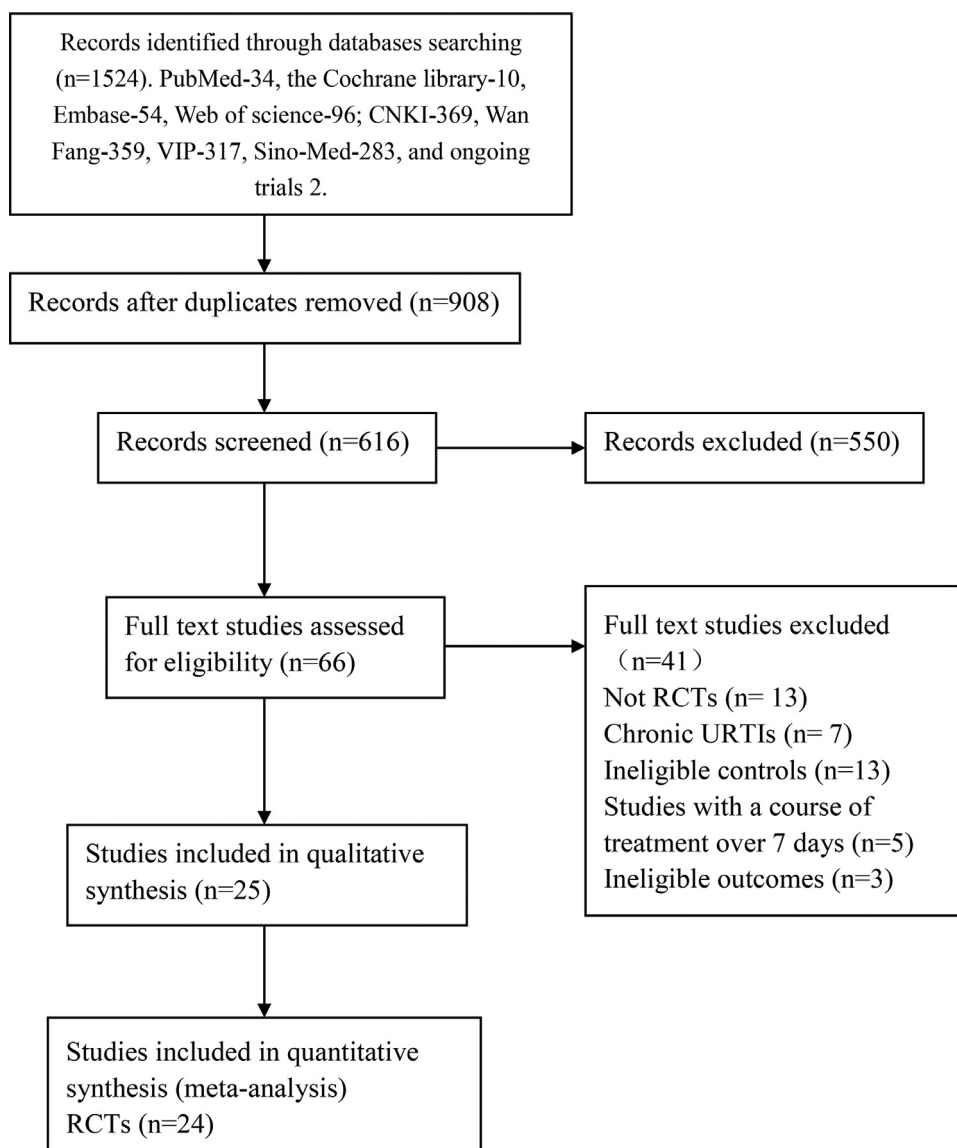 Records identified through databases searching
(n=1524). PubMed-34, the Cochrane library-10,
Embase-54, Web of science-96; CNKI-369, Wan
Fang-359, VIP-317, Sino-Med-283, and ongoing
trials 2.
Records after duplicates removed (n=908)
Records screened (n=616)
Records excluded (n=550)
Full text studies assessed
for eligibility (n=66)
Full text studies excluded
（n=41）
Not RCTs (n= 13)
Chronic URTIs (n= 7)
Ineligible controls (n=13)
Studies with a course of
treatment over 7 days (n=5)
Ineligible outcomes (n=3)
Studies included in qualitative
synthesis (n=25)
Studies included in quantitative
synthesis (meta-analysis)
RCTs (n=24)